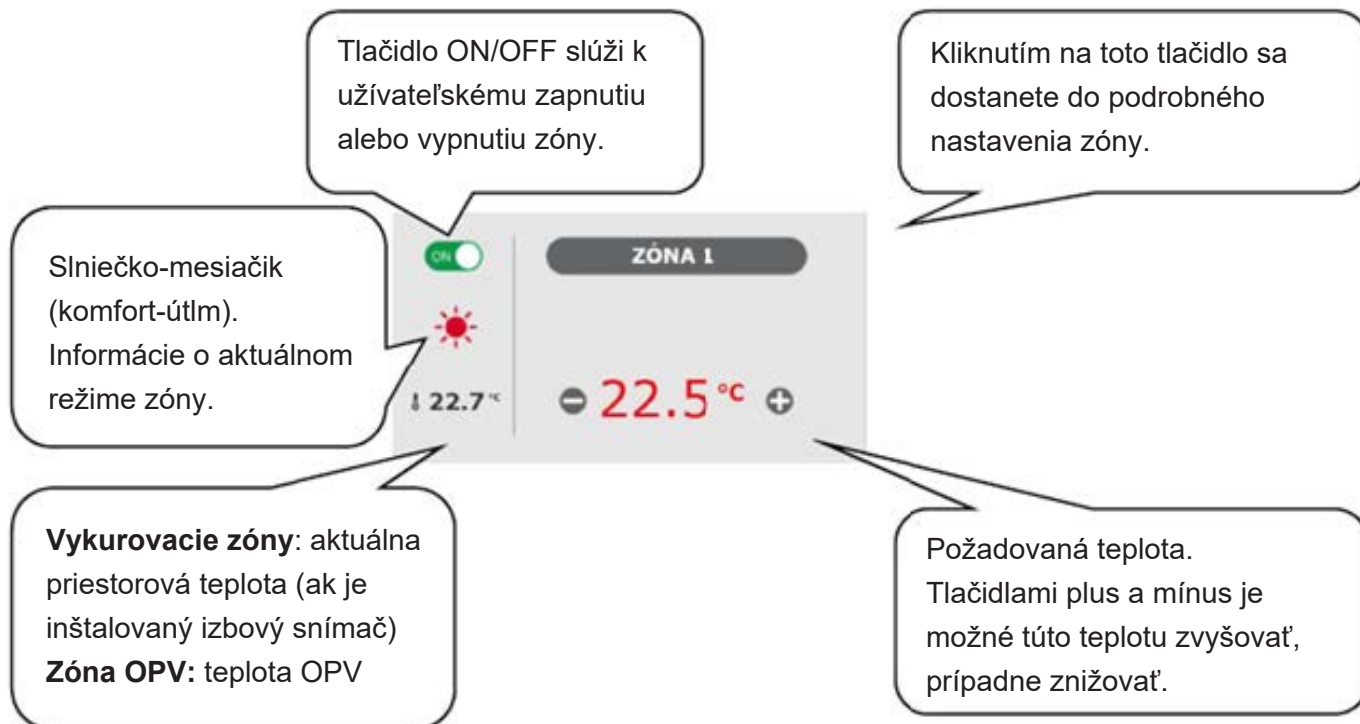 Tlačidlo ON/OFF slúži k
užívateľskému zapnutiu
alebo vypnutiu zóny.
Kliknutím na toto tlačidlo sa
dostanete do podrobného
nastavenia zóny.
Slniečko-mesiačik
(komfort-útlm).
Informácie o aktuálnom
režime zóny.
ON
ZÓNA 1
22.7 °C
22.5 °C
Vykurovacie zóny: aktuálna
priestorová teplota (ak je
inštalovaný izbový snímač)
Zóna OPV: teplota OPV
Požadovaná teplota.
Tlačidlami plus a mínus je
možné túto teplotu zvyšovať,
prípadne znižovať.